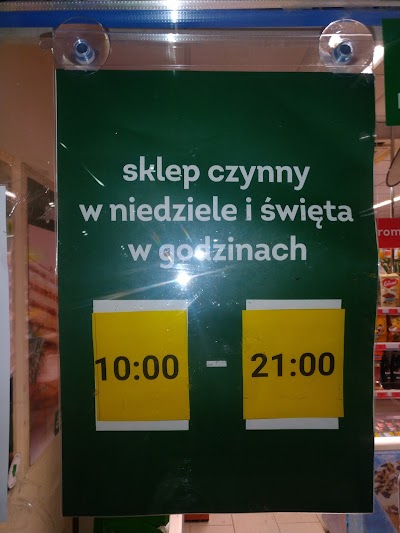 sklep czynny
w niedziele i święta
w godzinach
10:00 - 21:00